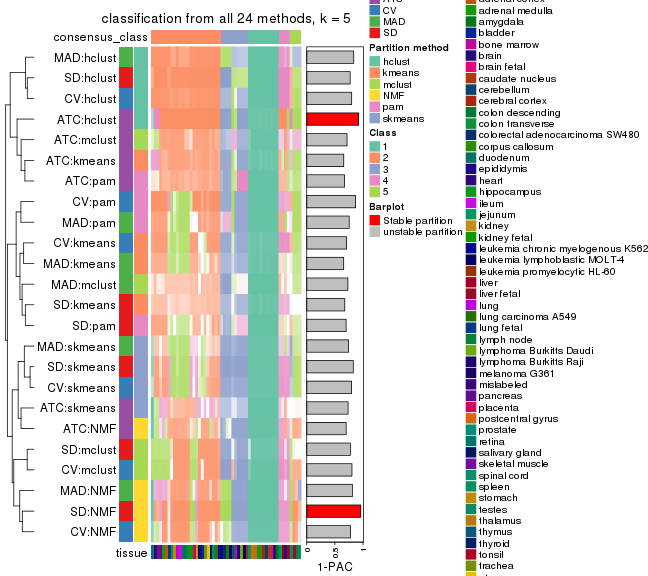 classification from all 24 methods, k = 5
consensus_class
MAD:hclust
SD:hclust
CV:hclust
ATC:hclust
ATC:mclust
ATC:kmeans
ATC:pam
CV:pam
MAD:pam
CV:kmeans
MAD:kmeans
MAD:mclust
SD:kmeans
SD:pam
MAD:skmeans
SD:skmeans
CV:skmeans
ATC:skmeans
ATC:NMF
SD:mclust
CV:mclust
MAD:NMF
SD:NMF
CV:NMF
tissue
0
0.5
1
1-PAC
CV
MAD
SD
Partition method
hclust
kmeans
mclust
NMF
pam
skmeans
Class
1
2
3
4
5
Barplot
Stable partition
unstable partition
adrenal medulla
amygdala
bladder
bone marrow
brain
brain fetal
caudate nucleus
cerebellum
cerebral cortex
colon descending
colon transverse
colorectal adenocarcinoma SW480
corpus callosum
duodenum
epididymis
heart
hippocampus
ileum
jejunum
kidney
kidney fetal
leukemia chronic myelogenous K562
leukemia lymphoblastic MOLT-4
leukemia promyelocytic HL-60
liver
liver fetal
lung
lung carcinoma A549
lung fetal
lymph node
lymphoma Burkitts Daudi
lymphoma Burkitts Raji
melanoma G361
mislabeled
pancreas
placenta
postcentral gyrus
prostate
retina
salivary gland
skeletal muscle
spinal cord
spleen
stomach
testes
thalamus
thymus
thyroid
tonsil
trachea